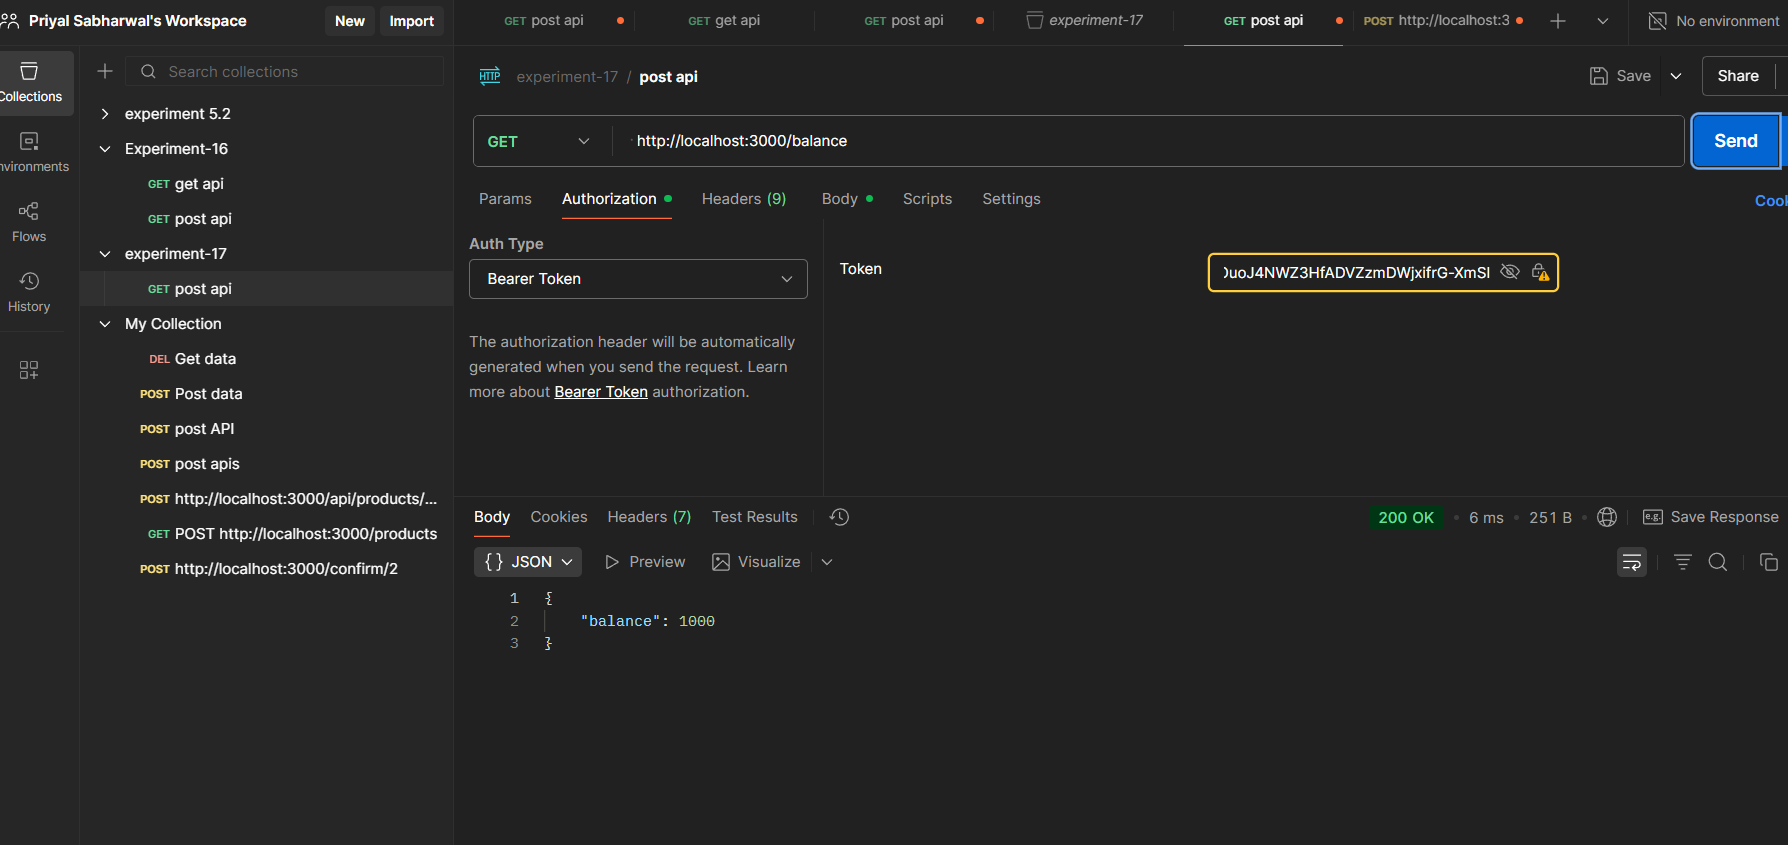 Priyal Sabharwal's Workspace
New
Import
GET post api
GET get api
GET post api
experiment-17
GET post api
POST http://localhost:3
No environment
Collections
Search collections
experiment-17 / post api
Save
Share
experiment 5.2
GET
http://localhost:3000/balance
Send
nvironments
Experiment-16
GET get api
Params
Authorization
Headers (9)
Body
Scripts
Settings
Cook
Flows
GET post api
experiment-17
Auth Type
Bearer Token
Token
uoJ4NWZ3HfADVZzmDWjxifrG-XmSI
History
GET post api
My Collection
DEL Get data
POST Post data
POST post API
POST post apis
POST http://localhost:3000/api/products/...
GET POST http://localhost:3000/products
POST http://localhost:3000/confirm/2
The authorization header will be automatically
generated when you send the request. Learn
more about Bearer Token authorization.
Body
Cookies
Headers (7)
Test Results
200 OK
6 ms
251 B
e.g.
Save Response
{} JSON
Preview
Visualize
1 {
2 "balance": 1000
3 }